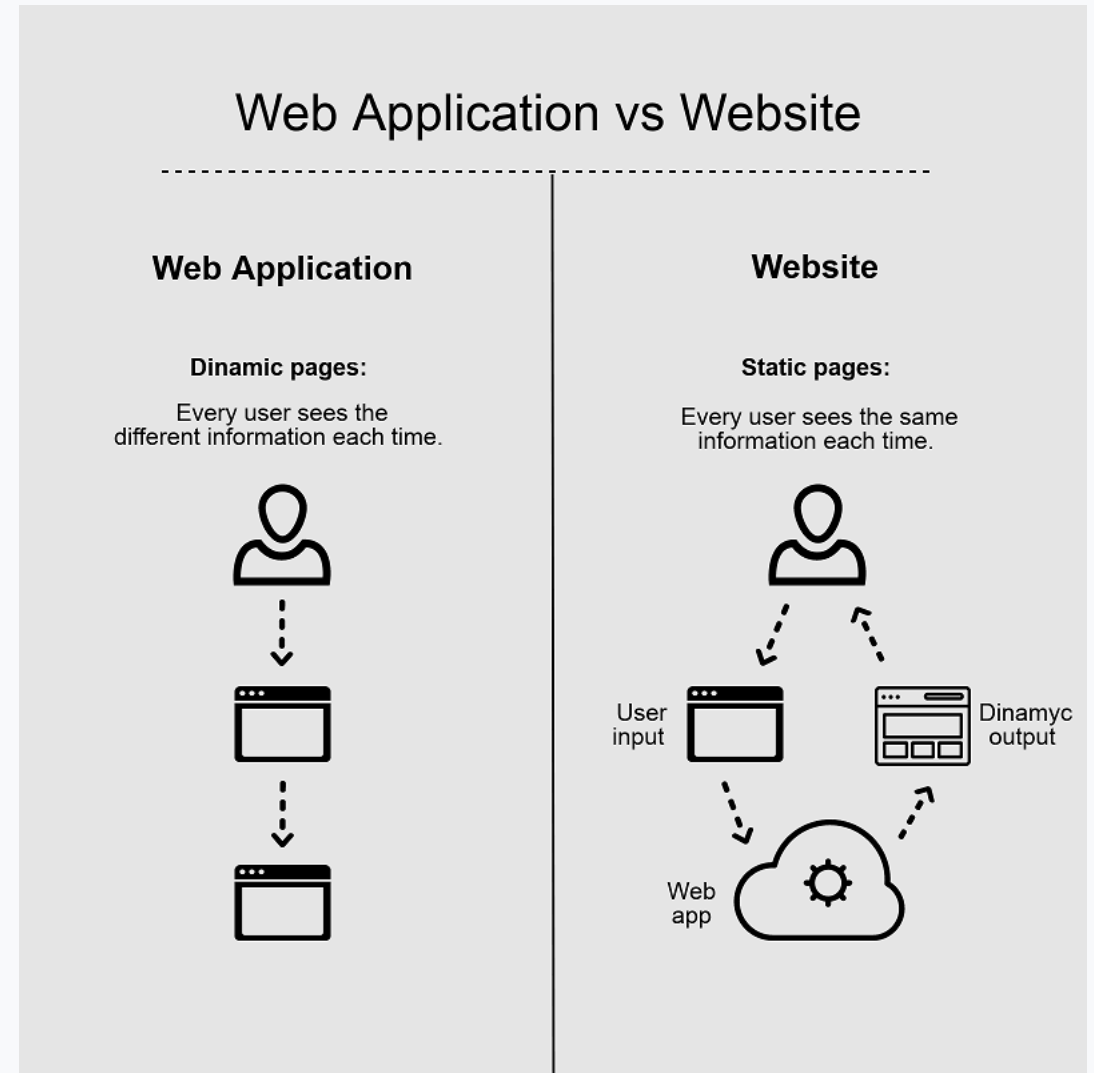 Web Application vs Website
Web Application
Dinamic pages:
Every user sees the
different information each time.
Website
Static pages:
Every user sees the same
information each time.
User
input
Dinamyc
output
Web
app